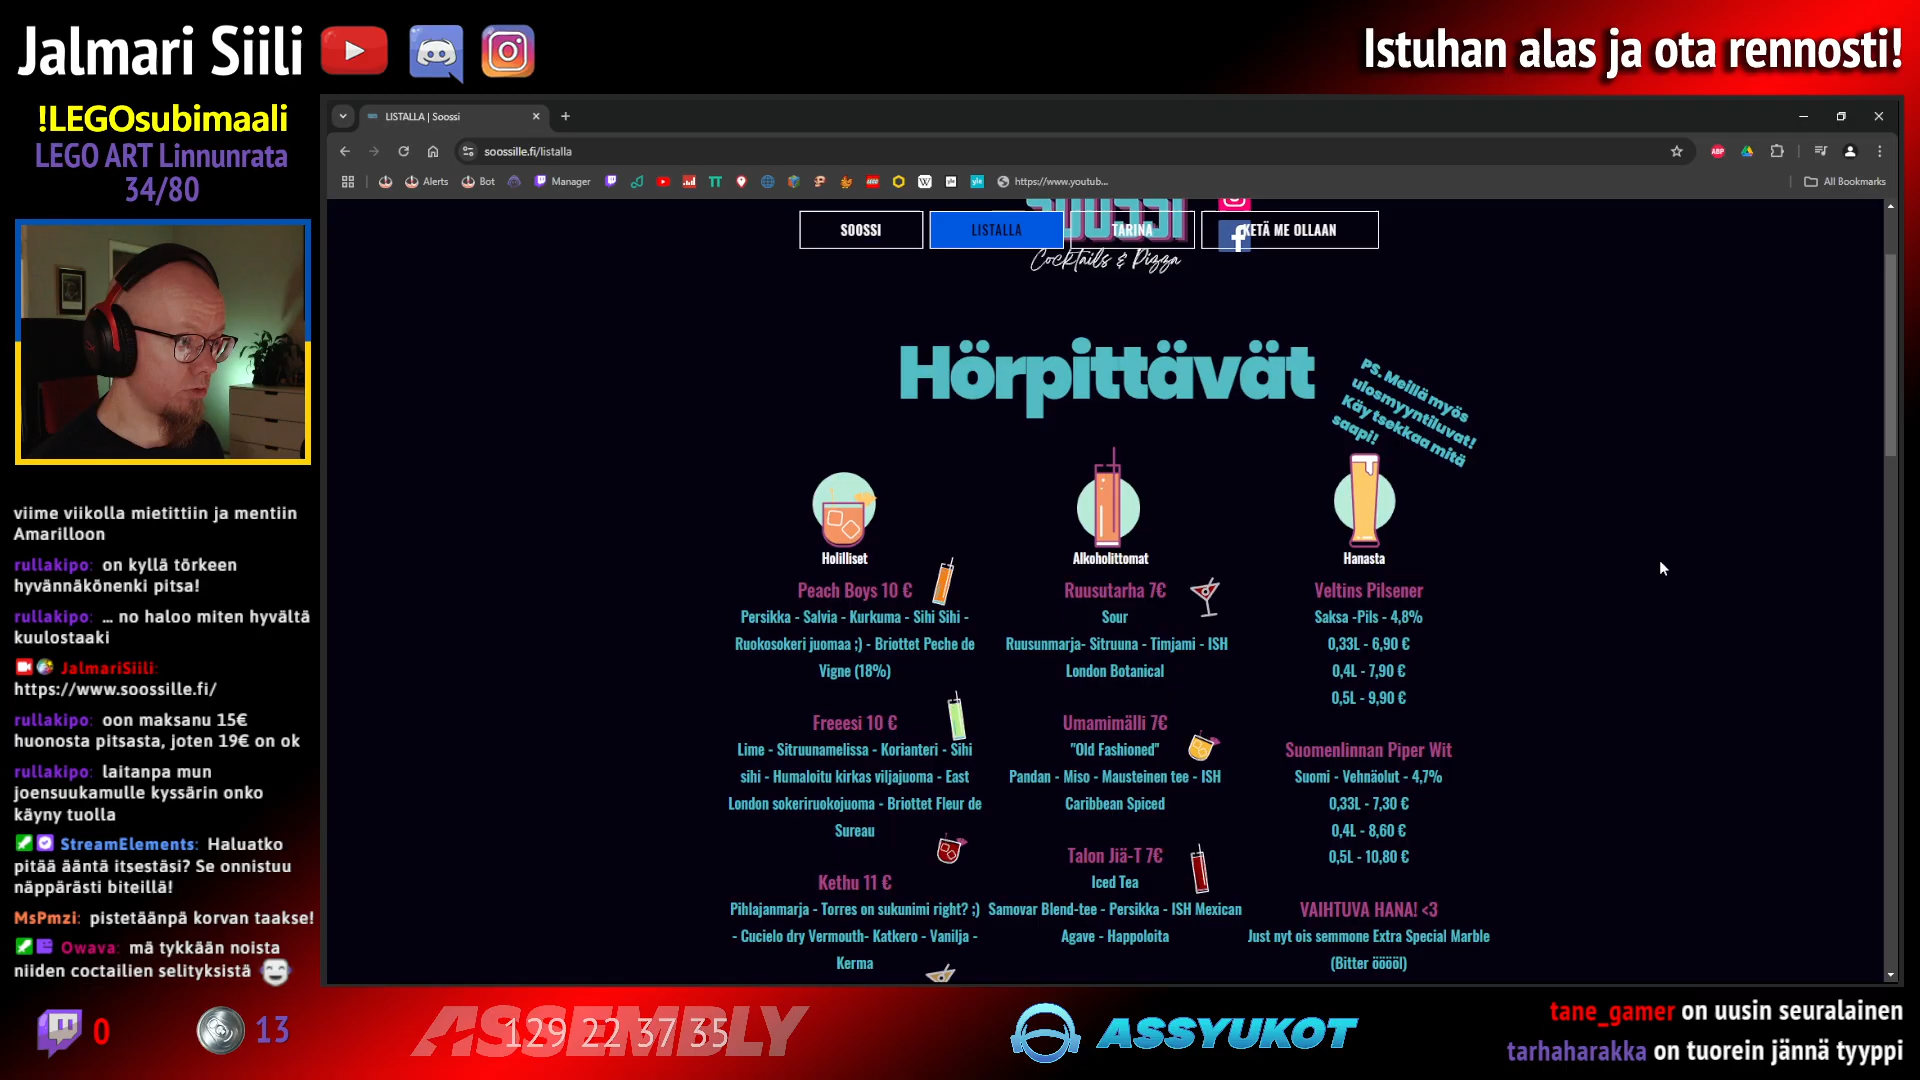 Jalmari Siili
Istuhan alas ja ota rennosti!
!LEGOsubimaali
LEGO ART Linnunrata
34/80
LISTALLA | Soossi
soossille.fi/listalla
ABP
Alerts
Bot
Manager
https://www.youtub...
All Bookmarks
SOOSSI
LISTALLA
TARINA
KETÄ ME OLLAAN
SOOSSI
Cocktails & Pizza
Hörpittävät
PS. Meillä myös
ulosmyyntiluvat!
Käy tsekkaa mitä
saapi!
Holilliset
Peach Boys 10 €
Persikka - Salvia - Kurkuma - Sihi Sihi -
Ruokosokeri juomaa ;) - Briottet Peche de
Vigne (18%)
Freeesi 10 €
Lime - Sitruunamelissa - Korianteri - Sihi
sihi - Humaloitu kirkas viljajuoma - East
London sokeriruokojuoma - Briottet Fleur de
Sureau
Kethu 11 €
Pihlajanmarja - Torres on sukunimi right? ;)
- Cucielo dry Vermouth- Katkero - Vanilja -
Kerma
Alkoholittomat
Ruusutarha 7€
Sour
Ruusunmarja- Sitruuna - Timjami - ISH
London Botanical
Umamimälli 7€
"Old Fashioned"
Pandan - Miso - Mausteinen tee - ISH
Caribbean Spiced
Talon Jiä-T 7€
Iced Tea
Samovar Blend-tee - Persikka - ISH Mexican
Agave - Happoloita
Hanasta
Veltins Pilsener
Saksa -Pils - 4,8%
0,33L - 6,90 €
0,4L - 7,90 €
0,5L - 9,90 €
Suomenlinnan Piper Wit
Suomi - Vehnäolut - 4,7%
0,33L - 7,30 €
0,4L - 8,60 €
0,5L - 10,80 €
VAIHTUVA HANA! <3
Just nyt ois semmone Extra Special Marble
(Bitter ööööl)
viime viikolla mietittiin ja mentiin
Amarilloon
rullakipo: on kyllä törkeen
hyvännäkönenki pitsa!
rullakipo: ... no haloo miten hyvältä
kuulostaaki
JalmariSiili:
https://www.soossille.fi/
rullakipo: oon maksanu 15€
huonosta pitsasta, joten 19€ on ok
rullakipo: laitanpa mun
joensuukamulle kyssärin onko
käyny tuolla
StreamElements: Haluatko
pitää ääntä itsestäsi? Se onnistuu
näppärästi biteillä!
MsPmzi: pistetäänpä korvan taakse!
Owava: mä tykkään noista
niiden coctailien selityksistä
0
13
ASSEMBLY
129 22 37 35
ASSYUKOT
tane_gamer on uusin seuralainen
tarhaharakka on tuorein jännä tyyppi